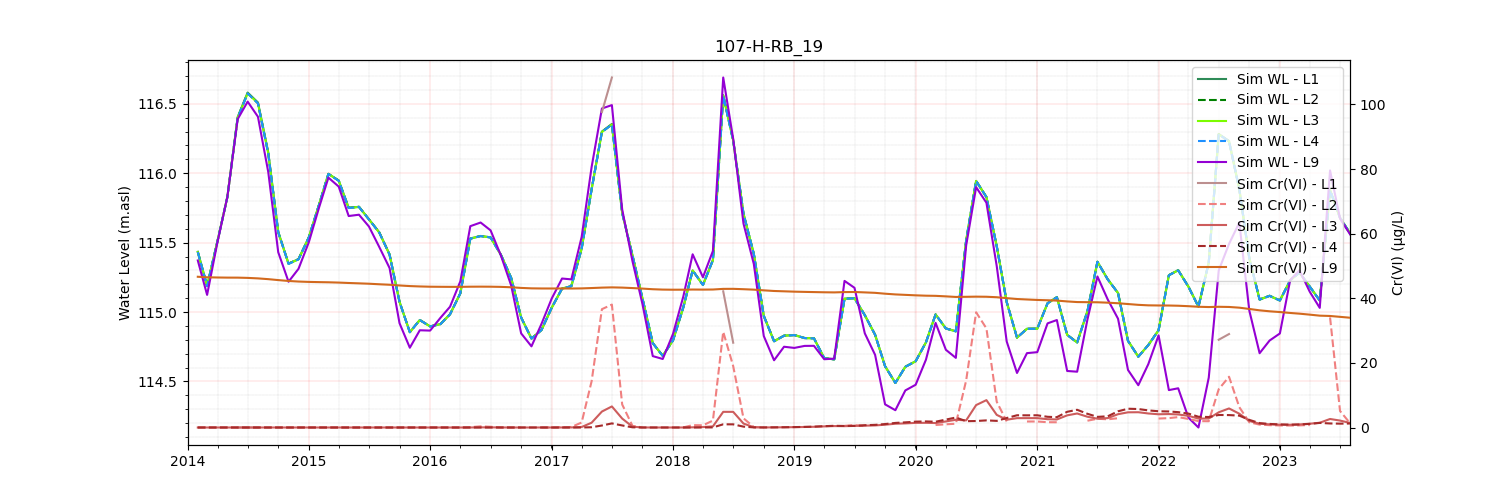 107-H-RB_19
Water Level (m.asl)
116.5
116.0
115.5
115.0
114.5
2014
2015
2016
2017
2018
2019
2020
2021
2022
2023
100
80
60
40
20
0
Cr(VI) (μg/L)
Sim WL - L1
Sim WL - L2
Sim WL - L3
Sim WL - L4
Sim WL - L9
Sim Cr(VI) - L1
Sim Cr(VI) - L2
Sim Cr(VI) - L3
Sim Cr(VI) - L4
Sim Cr(VI) - L9